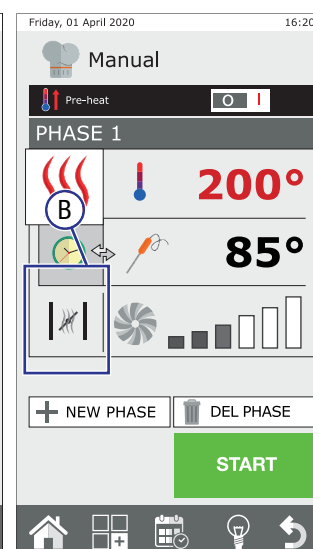 Friday, 01 April 2020 16:20
Manual
Pre-heat O I
PHASE 1
200°
B
85°
NEW PHASE DEL PHASE
START